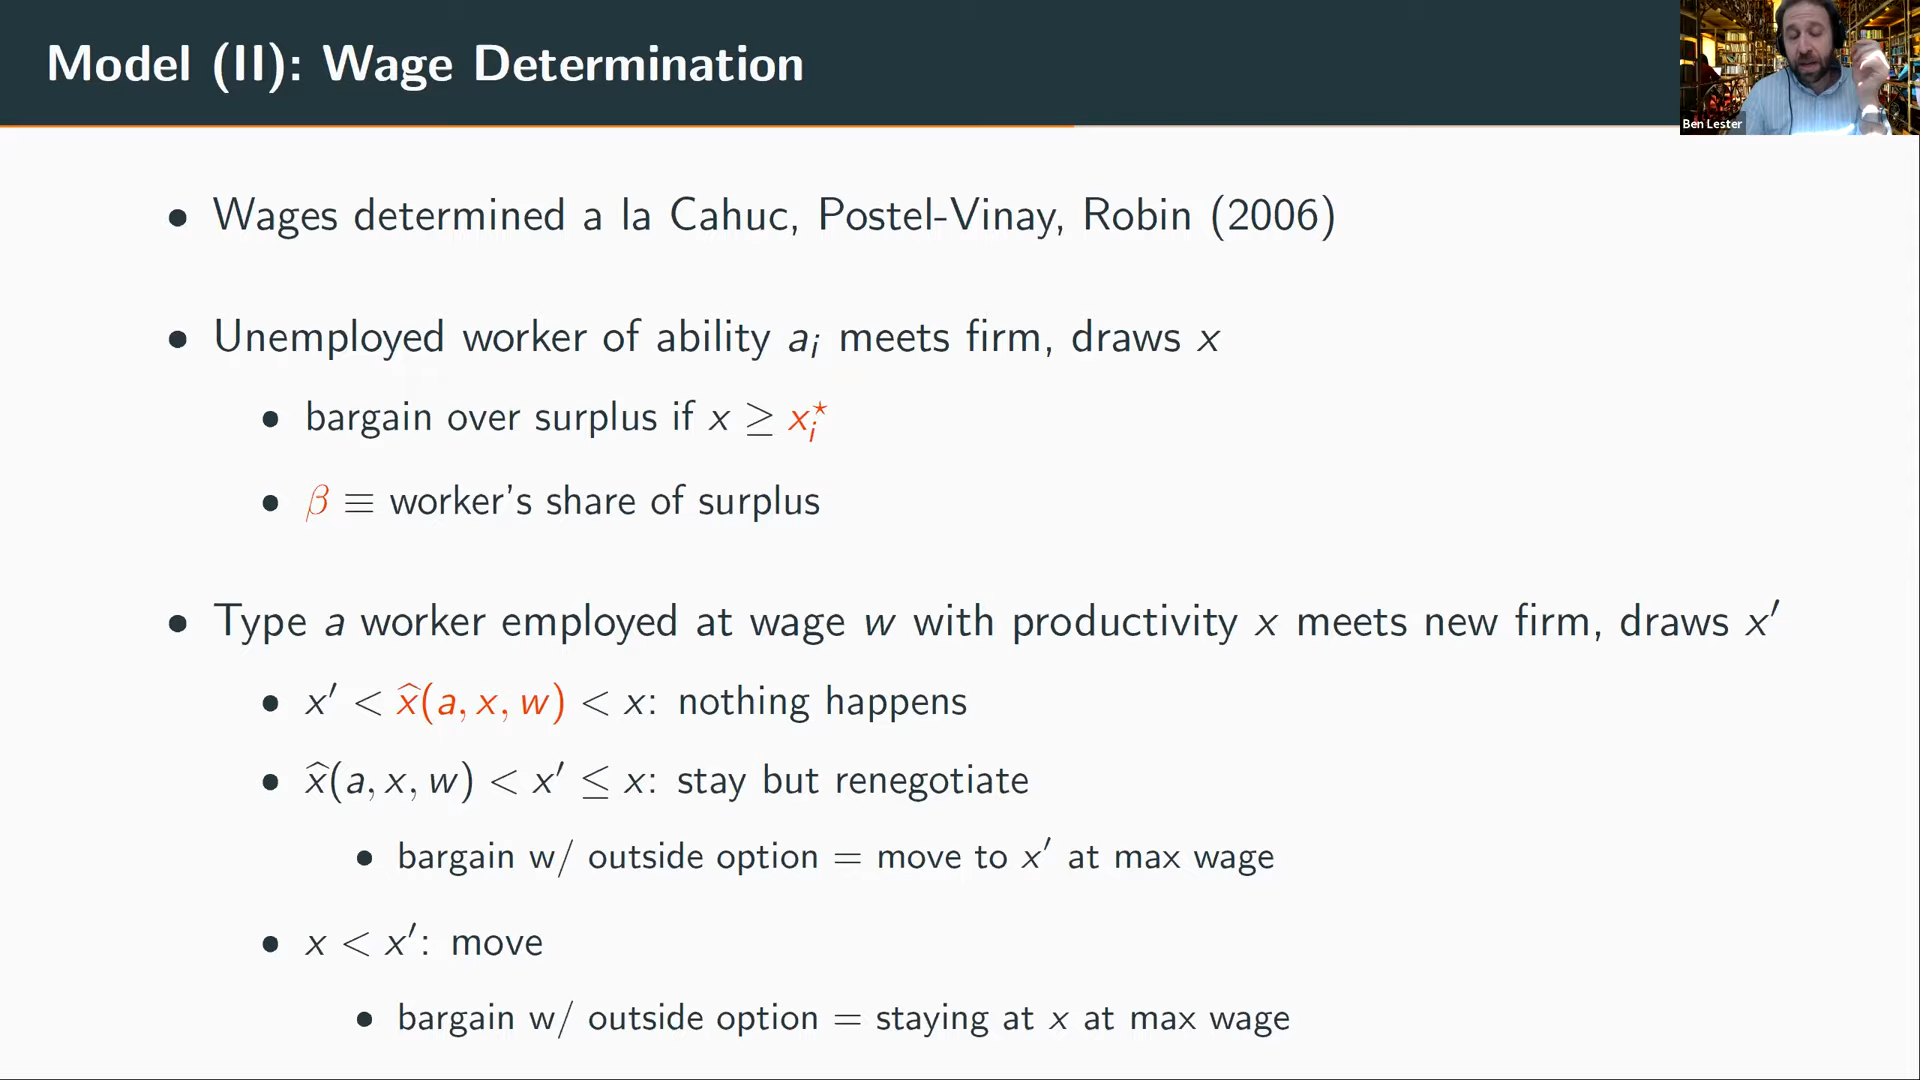 Model (II): Wage Determination
Ben Lester
• Wages determined a la Cahuc, Postel-Vinay, Robin (2006)
• Unemployed worker of ability aᵢ meets firm, draws x
• bargain over surplus if x ≥ xᵢ⋆
• β ≡ worker's share of surplus
• Type a worker employed at wage w with productivity x meets new firm, draws x′
• x′ < x̂(a, x, w) < x: nothing happens
• x̂(a, x, w) < x′ ≤ x: stay but renegotiate
• bargain w/ outside option = move to x′ at max wage
• x < x′: move
• bargain w/ outside option = staying at x at max wage